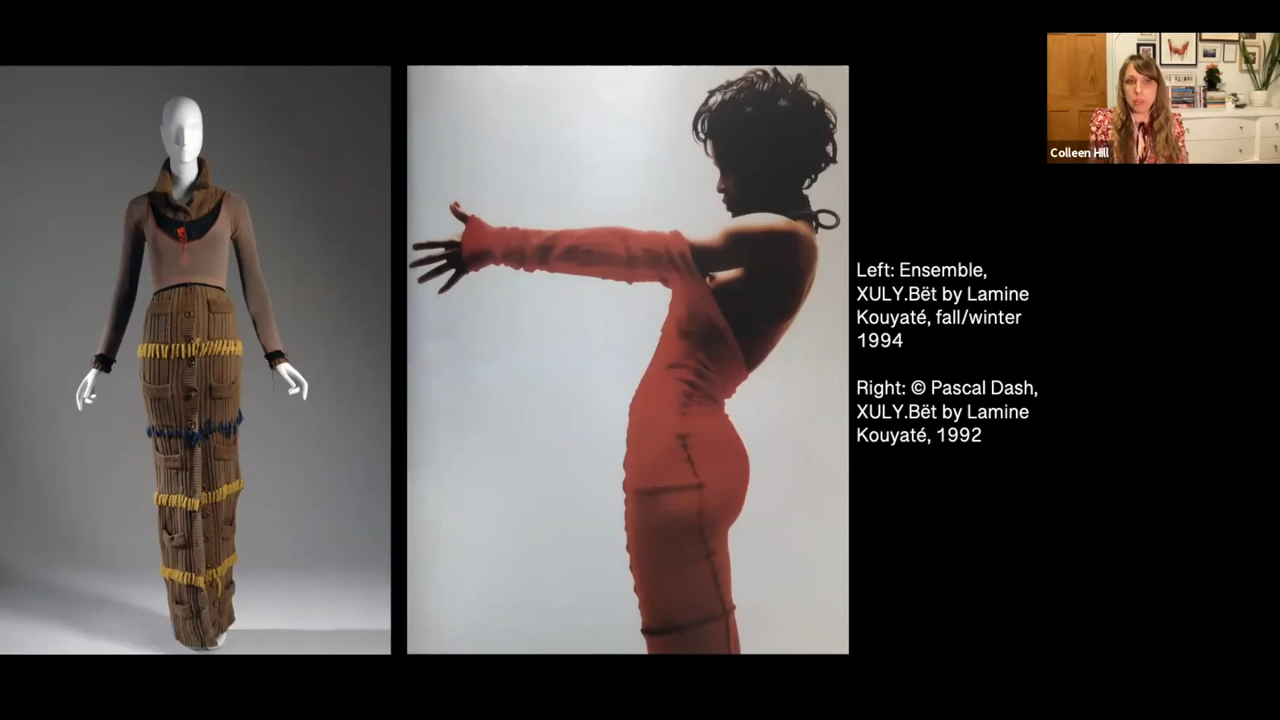 Colleen Hill
Left: Ensemble,
XULY.Bët by Lamine
Kouyaté, fall/winter
1994
Right: © Pascal Dash,
XULY.Bët by Lamine
Kouyaté, 1992